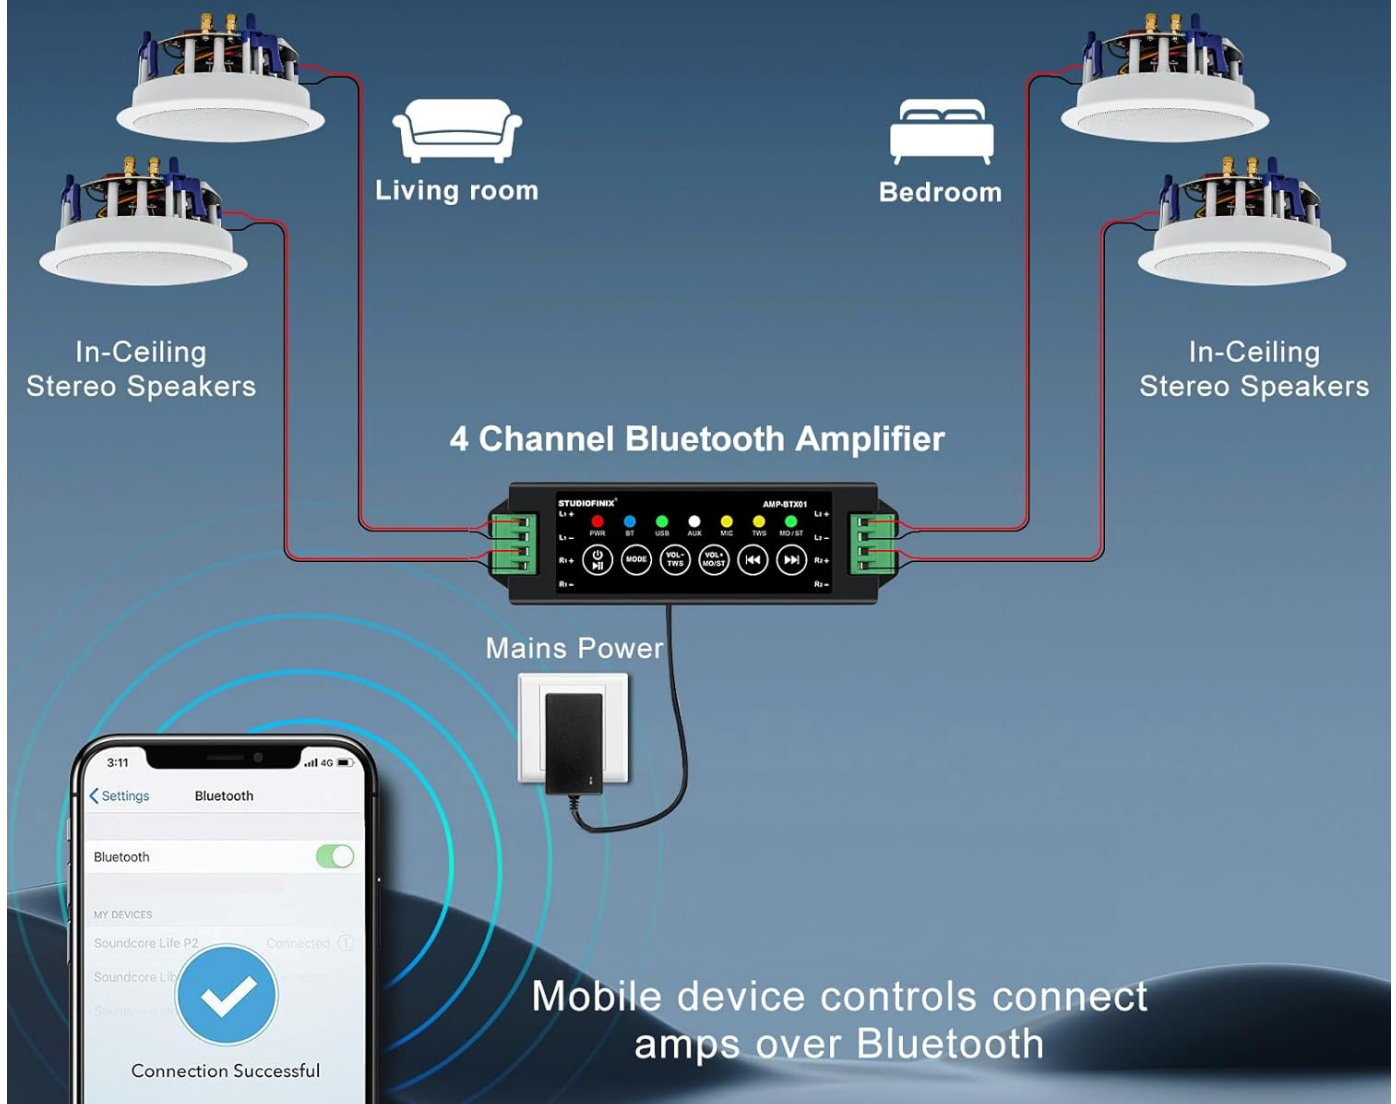 Living room
Bedroom
In-Ceiling
Stereo Speakers
In-Ceiling
Stereo Speakers
4 Channel Bluetooth Amplifier
STUDIOFINIX® AMP-BTX01
L1 + L2 +
PWR BT USB AUX MIC TWS MO / ST
L1 − L2 −
R1 + MODE VOL− TWS VOL+ MO/ST R2 +
R1 − R2 −
Mains Power
3:11 4G
Settings Bluetooth
Bluetooth
MY DEVICES
Soundcore Life P2 Connected
Soundcore Lib
Connection Successful
Mobile device controls connect
amps over Bluetooth